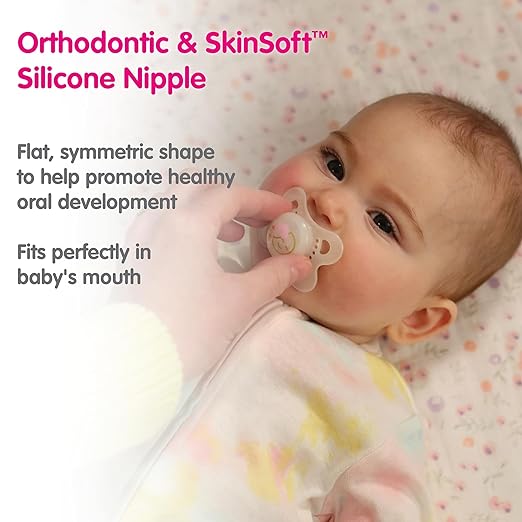 Orthodontic & SkinSoft™
Silicone Nipple
Flat, symmetric shape
to help promote healthy
oral development
Fits perfectly in
baby's mouth